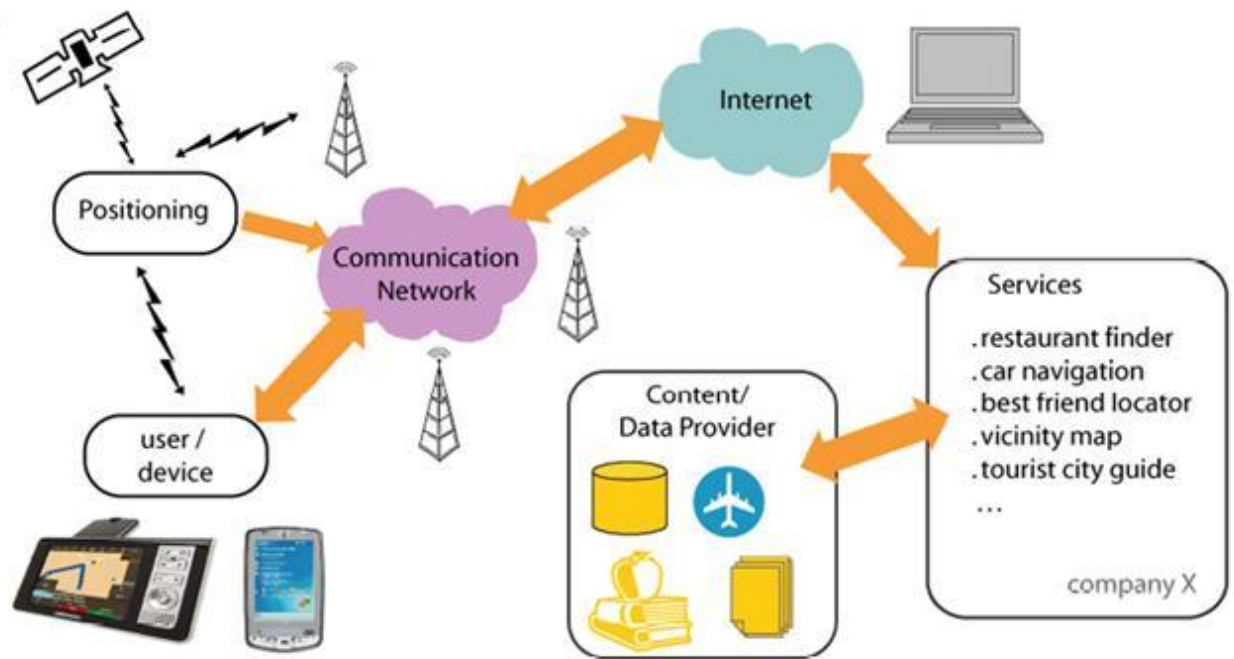 Internet
Positioning
Communication
Network
Services
.restaurant finder
.car navigation
.best friend locator
.vicinity map
.tourist city guide
...
company X
Content/
Data Provider
user /
device